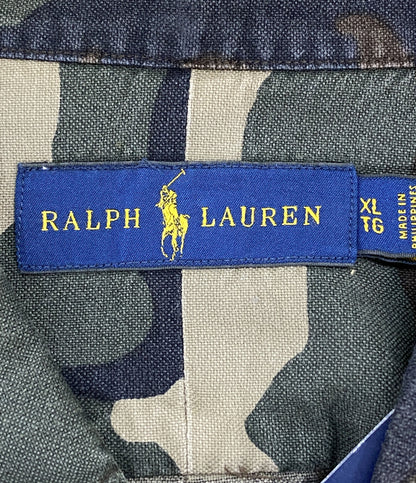 RALPH LAUREN
XL
TG
MADE IN
PHILIPPINES